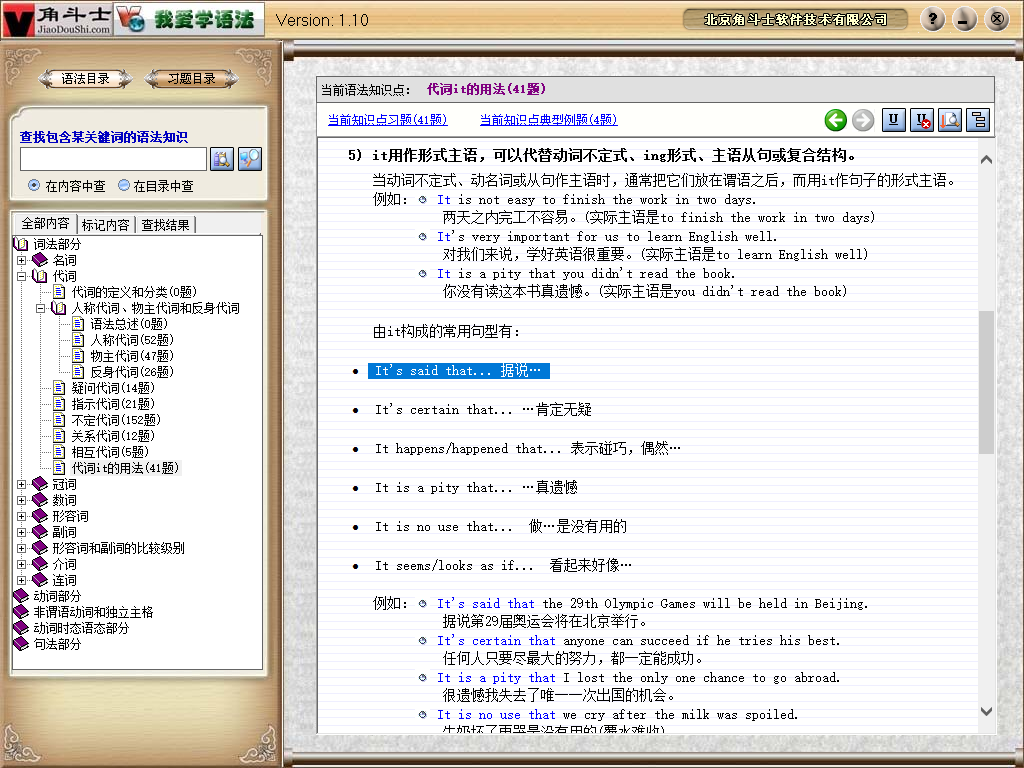 角斗士
JiaoDouShi.com
我爱学语法
Version: 1.10
北京角斗士软件技术有限公司
语法目录
习题目录
查找包含某关键词的语法知识
在内容中查
在目录中查
全部内容
标记内容
查找结果
词法部分
名词
代词
代词的定义和分类(0题)
人称代词、物主代词和反身代词
语法总述(0题)
人称代词(52题)
物主代词(47题)
反身代词(26题)
疑问代词(14题)
指示代词(21题)
不定代词(152题)
关系代词(12题)
相互代词(5题)
代词it的用法(41题)
冠词
数词
形容词
副词
形容词和副词的比较级别
介词
连词
动词部分
非谓语动词和独立主格
动词时态语态部分
句法部分
当前语法知识点： 代词it的用法(41题)
当前知识点习题(41题) 当前知识点典型例题(4题)
5) it用作形式主语，可以代替动词不定式、ing形式、主语从句或复合结构。
当动词不定式、动名词或从句作主语时，通常把它们放在谓语之后，而用it作句子的形式主语。
例如： It is not easy to finish the work in two days.
两天之内完工不容易。(实际主语是to finish the work in two days)
It's very important for us to learn English well.
对我们来说，学好英语很重要。(实际主语是to learn English well)
It is a pity that you didn't read the book.
你没有读这本书真遗憾。(实际主语是you didn't read the book)
由it构成的常用句型有：
• It's said that... 据说…
• It's certain that... …肯定无疑
• It happens/happened that... 表示碰巧，偶然…
• It is a pity that... …真遗憾
• It is no use that... 做…是没有用的
• It seems/looks as if... 看起来好像…
例如： It's said that the 29th Olympic Games will be held in Beijing.
据说第29届奥运会将在北京举行。
It's certain that anyone can succeed if he tries his best.
任何人只要尽最大的努力，都一定能成功。
It is a pity that I lost the only one chance to go abroad.
很遗憾我失去了唯一一次出国的机会。
It is no use that we cry after the milk was spoiled.
牛奶坏了再哭是没有用的(覆水难收)